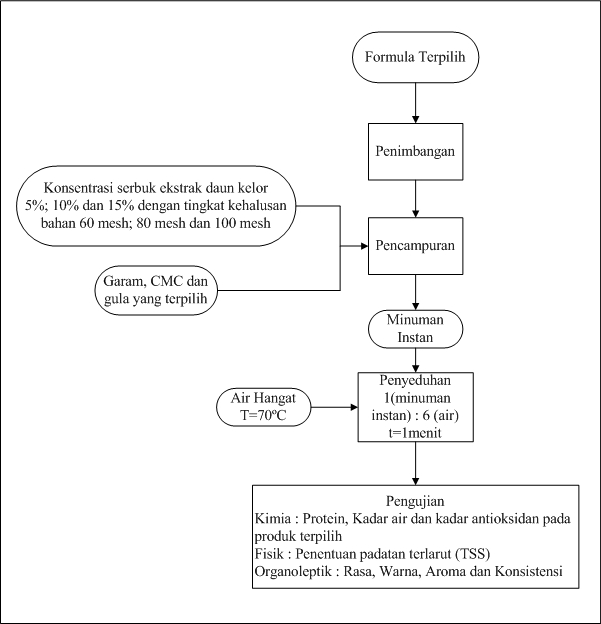 Formula Terpilih
Penimbangan
Konsentrasi serbuk ekstrak daun kelor
5%; 10% dan 15% dengan tingkat kehalusan
bahan 60 mesh; 80 mesh dan 100 mesh
Pencampuran
Garam, CMC dan
gula yang terpilih
Minuman
Instan
Air Hangat
T=70ºC
Penyeduhan
1(minuman
instan) : 6 (air)
t=1menit
Pengujian
Kimia : Protein, Kadar air dan kadar antioksidan pada
produk terpilih
Fisik : Penentuan padatan terlarut (TSS)
Organoleptik : Rasa, Warna, Aroma dan Konsistensi